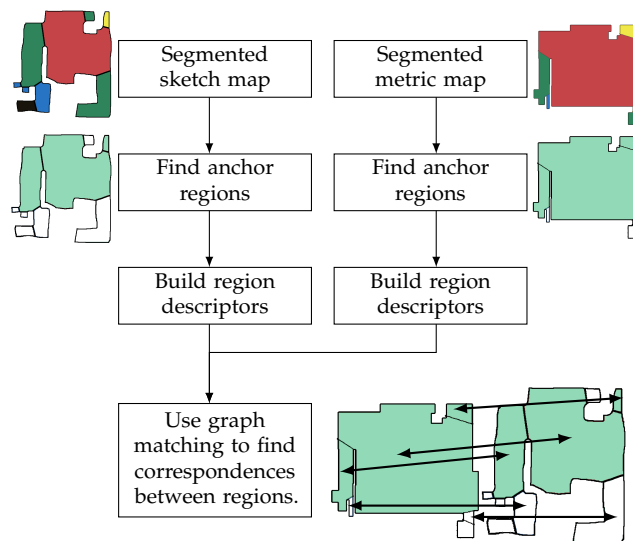 Segmented
sketch map
Segmented
metric map
Find anchor
regions
Find anchor
regions
Build region
descriptors
Build region
descriptors
Use graph
matching to find
correspondences
between regions.